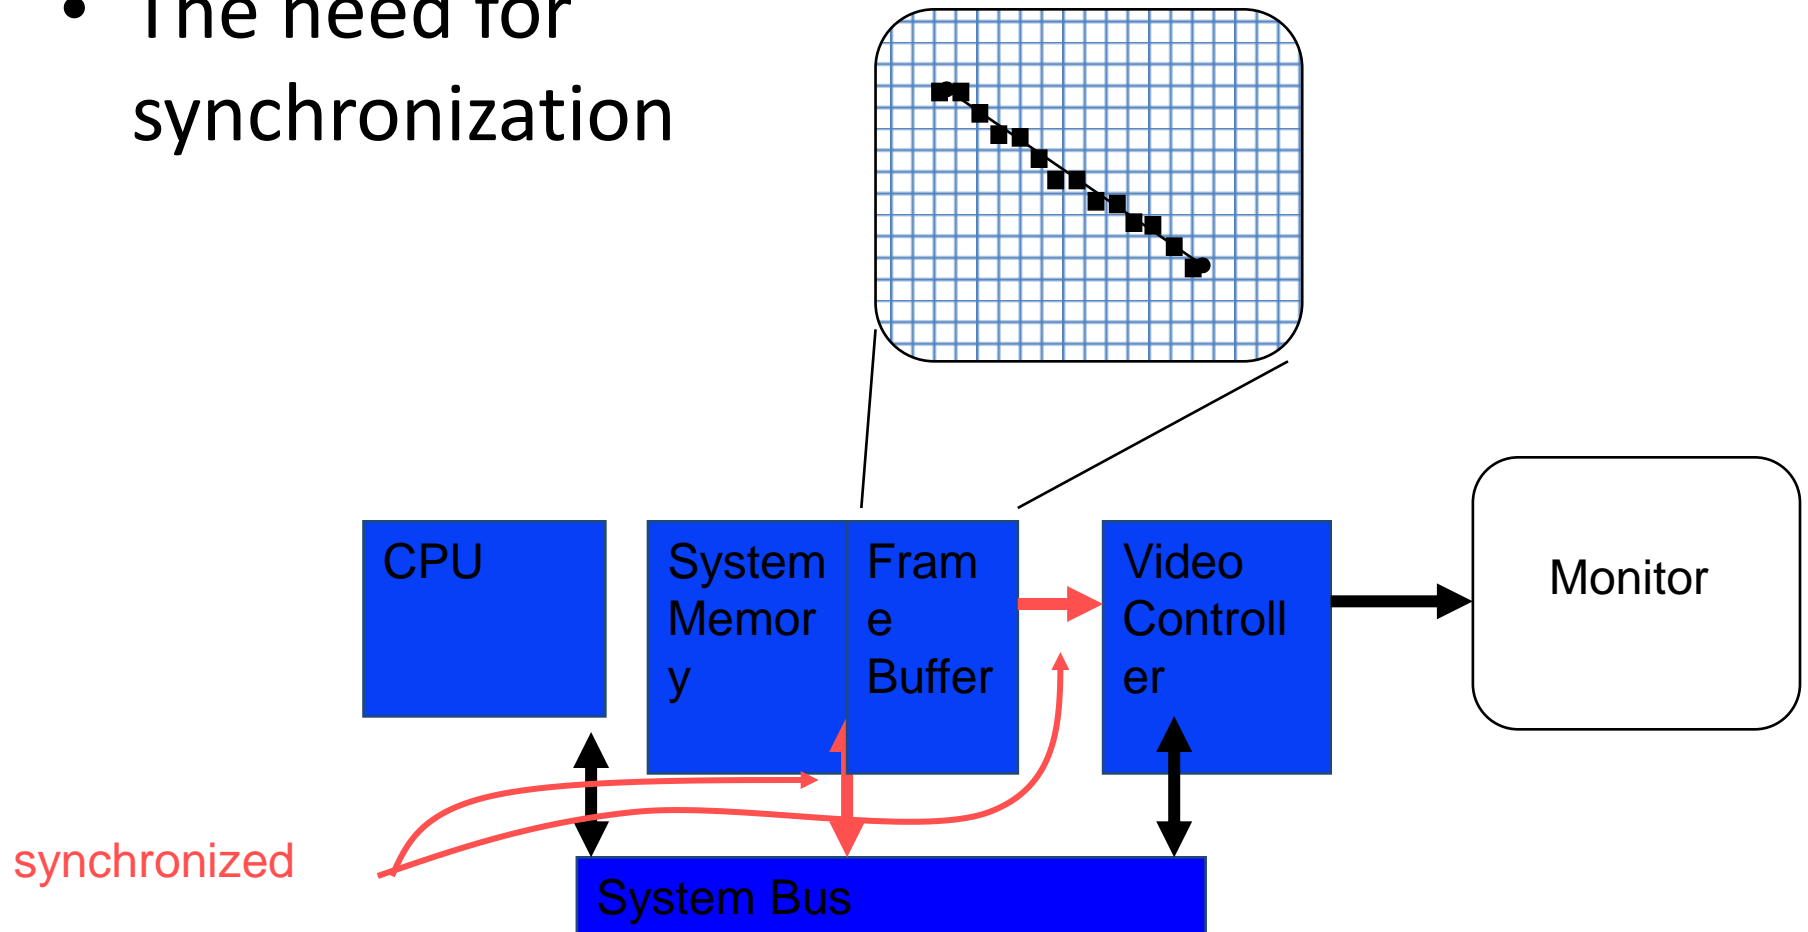 • The need for
synchronization
CPU
System
Memor
y
Fram
e
Buffer
Video
Controll
er
Monitor
synchronized
System Bus